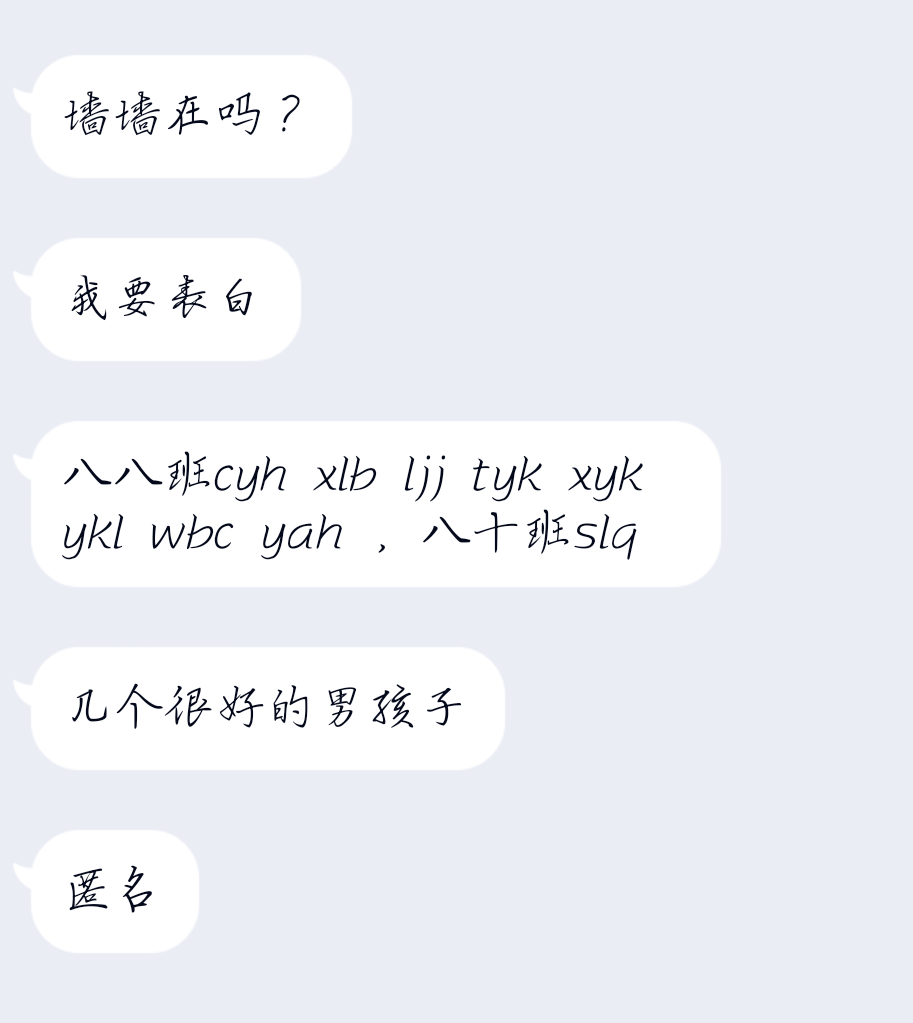 墙墙在吗？
我要表白
八八班cyh xlb ljj tyk xyk
ykl wbc yah ，八十班slq
几个很好的男孩子
匿名